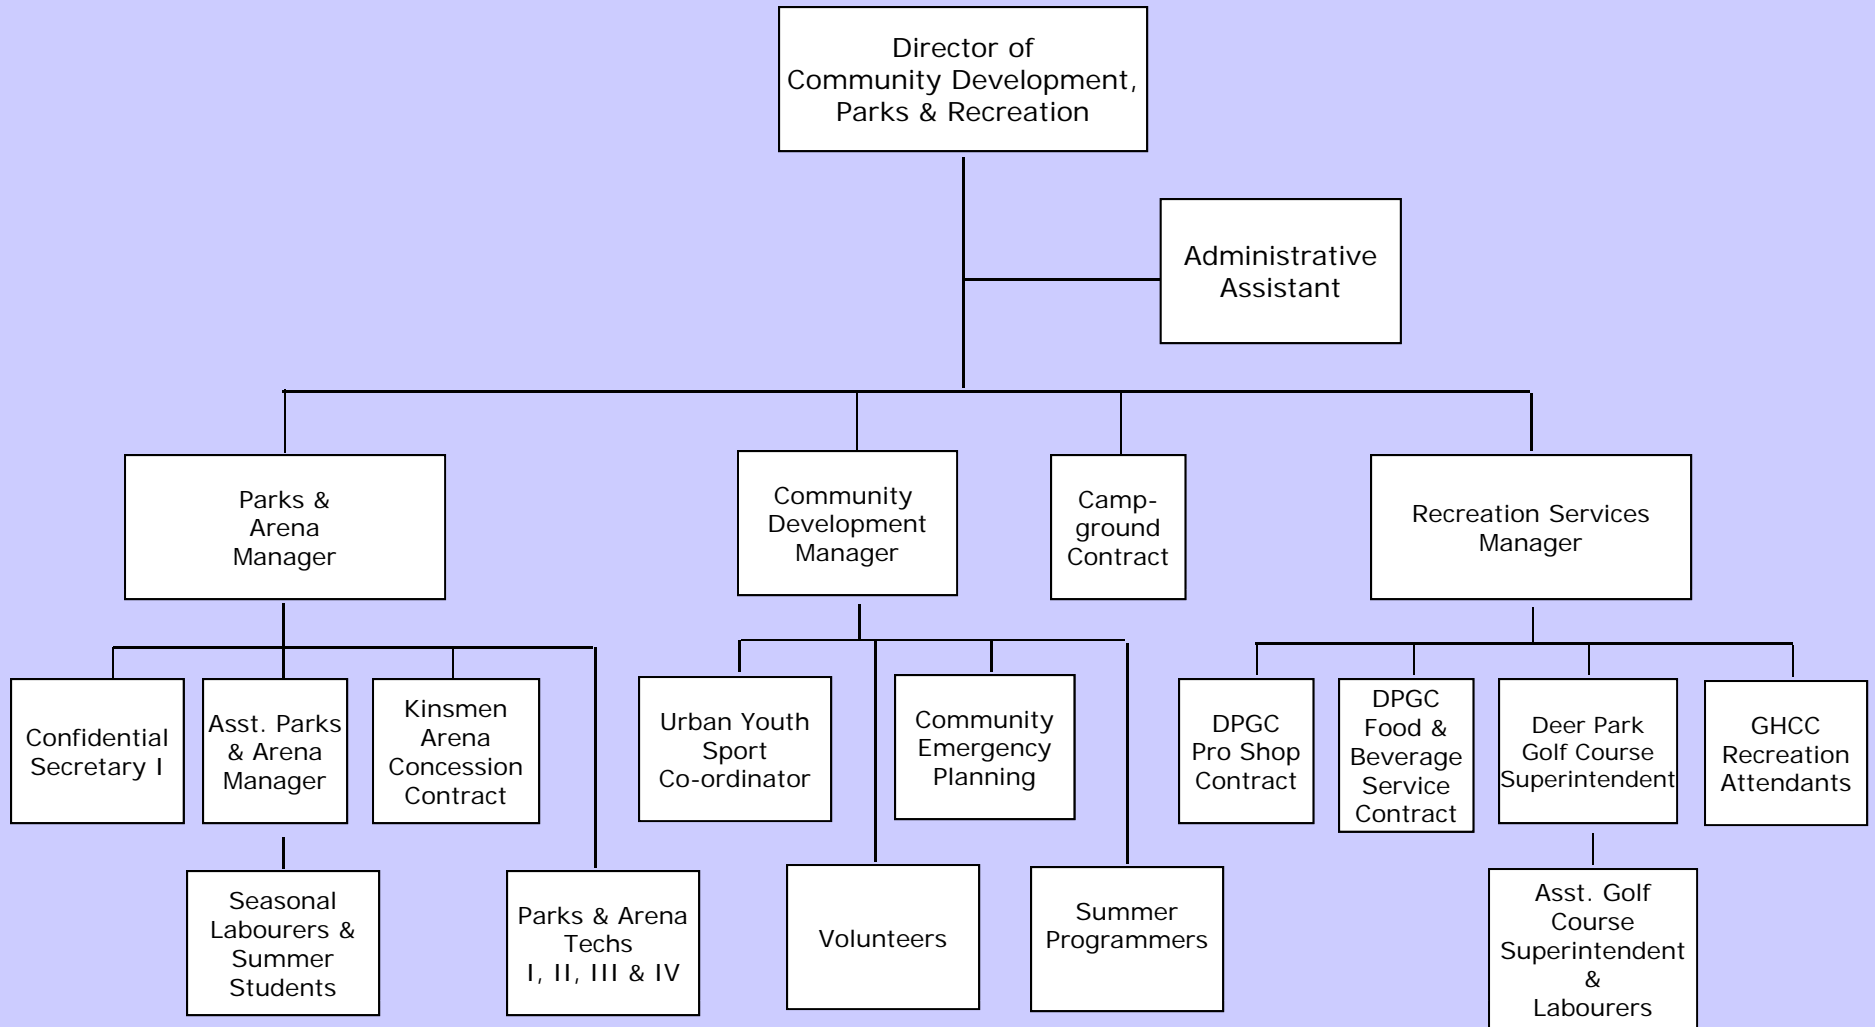 Director of
Community Development,
Parks & Recreation
Administrative
Assistant
Parks &
Arena
Manager
Community
Development
Manager
Camp-
ground
Contract
Recreation Services
Manager
Confidential
Secretary I
Asst. Parks
& Arena
Manager
Kinsmen
Arena
Concession
Contract
Urban Youth
Sport
Co-ordinator
Community
Emergency
Planning
DPGC
Pro Shop
Contract
DPGC
Food &
Beverage
Service
Contract
Deer Park
Golf Course
Superintendent
GHCC
Recreation
Attendants
Seasonal
Labourers &
Summer
Students
Parks & Arena
Techs
I, II, III & IV
Volunteers
Summer
Programmers
Asst. Golf
Course
Superintendent
&
Labourers